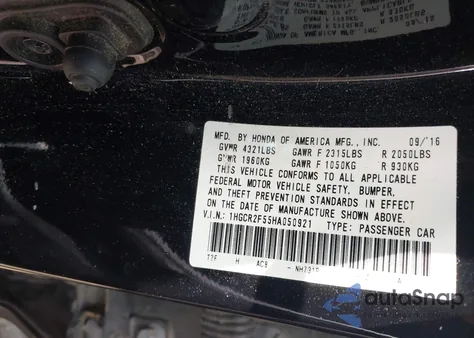 MFD. BY HONDA OF AMERICA MFG., INC. 09/'16
GVWR 4321LBS GAWR F 2315LBS R 2050LBS
GVWR 1960KG GAWR F 1050KG R 930KG
THIS VEHICLE CONFORMS TO ALL APPLICABLE
FEDERAL MOTOR VEHICLE SAFETY, BUMPER,
AND THEFT PREVENTION STANDARDS IN EFFECT
ON THE DATE OF MANUFACTURE SHOWN ABOVE.
V.I.N.: 1HGCR2F55HA050921 TYPE: PASSENGER CAR
H A
autoSnap